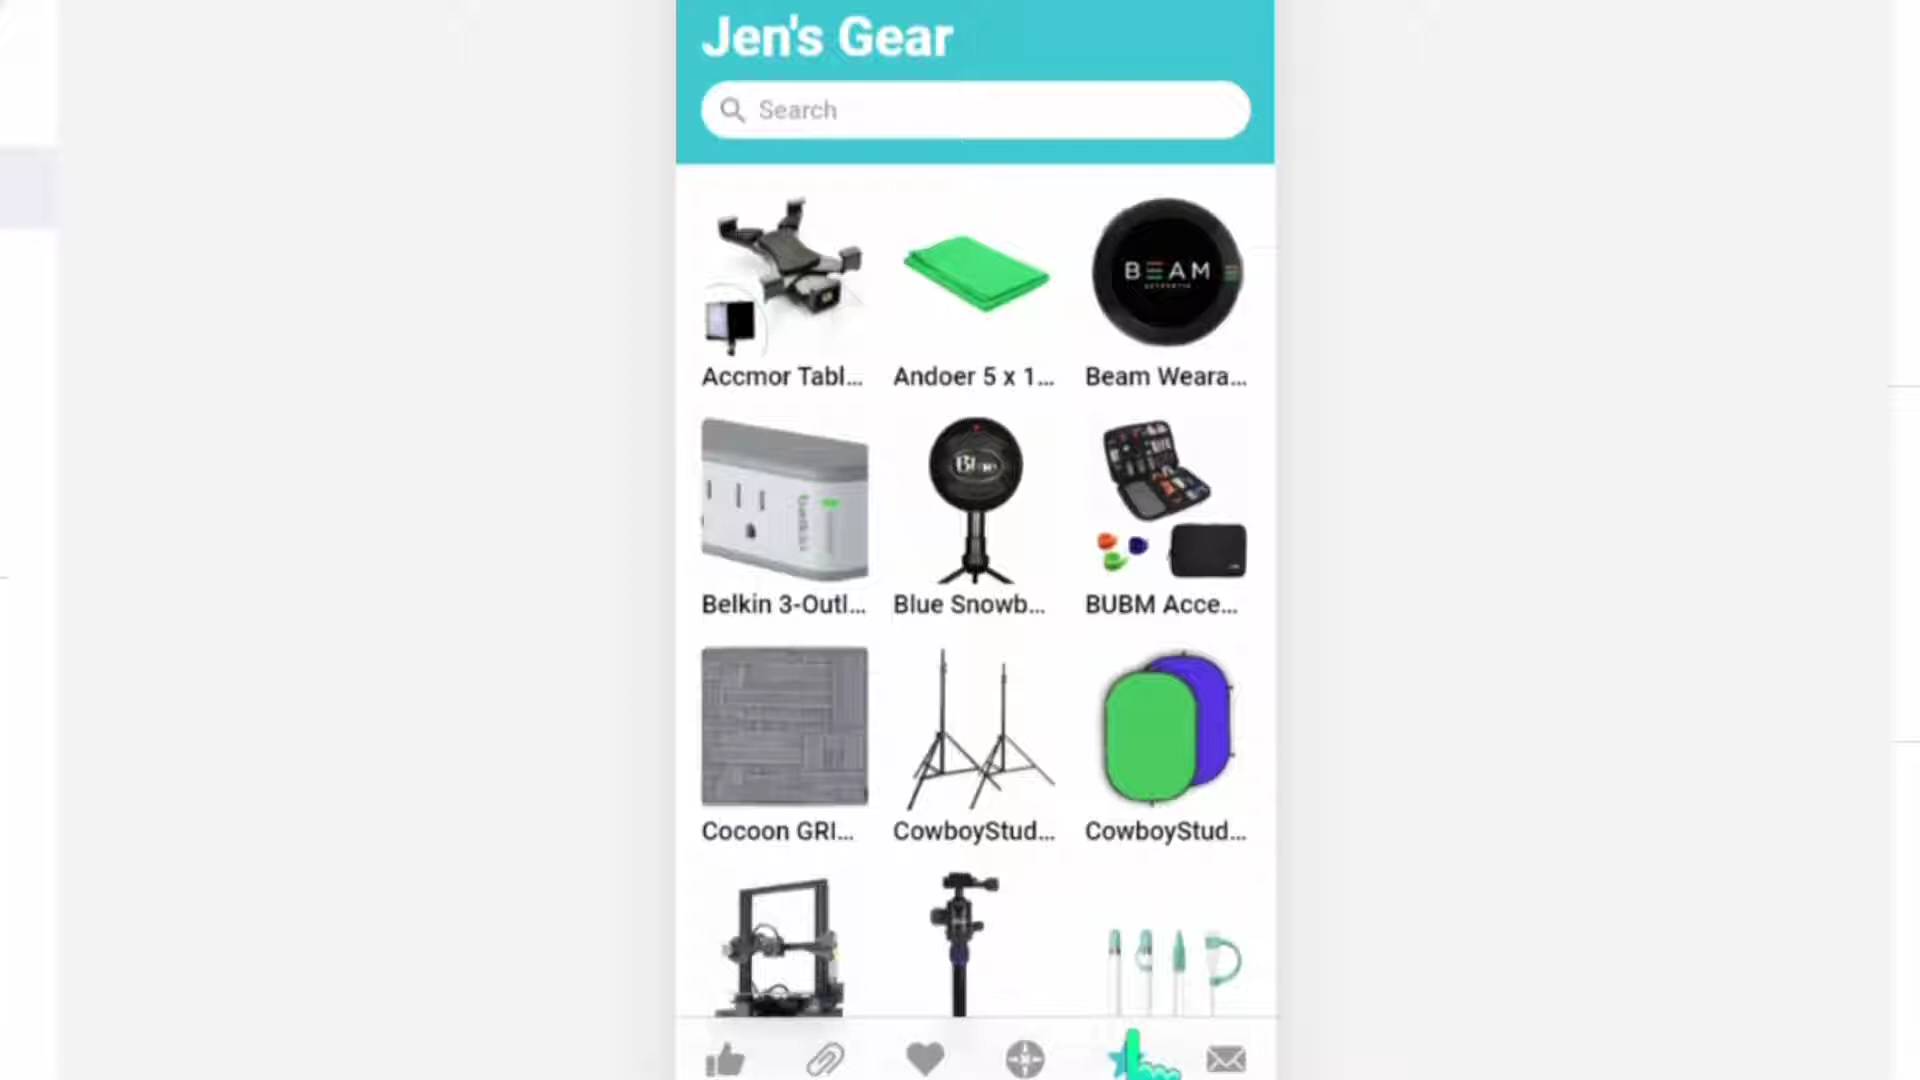 Jen's Gear
Search
BEAM
Accmor Tabl...
Andoer 5 x 1...
Beam Weara...
Blue
Belkin 3-Outl...
Blue Snowb...
BUBM Acce...
Cocoon GRI...
CowboyStud...
CowboyStud...